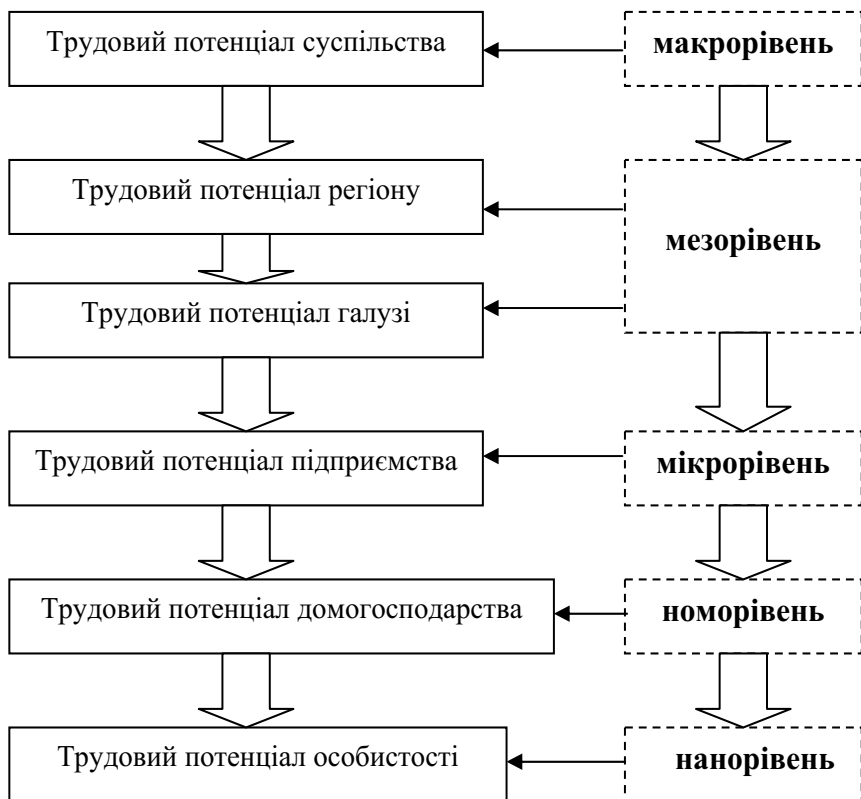 Трудовий потенціал суспільства
макрорівень
Трудовий потенціал регіону
мезорівень
Трудовий потенціал галузі
Трудовий потенціал підприємства
мікрорівень
Трудовий потенціал домогосподарства
номорівень
Трудовий потенціал особистості
нанорівень